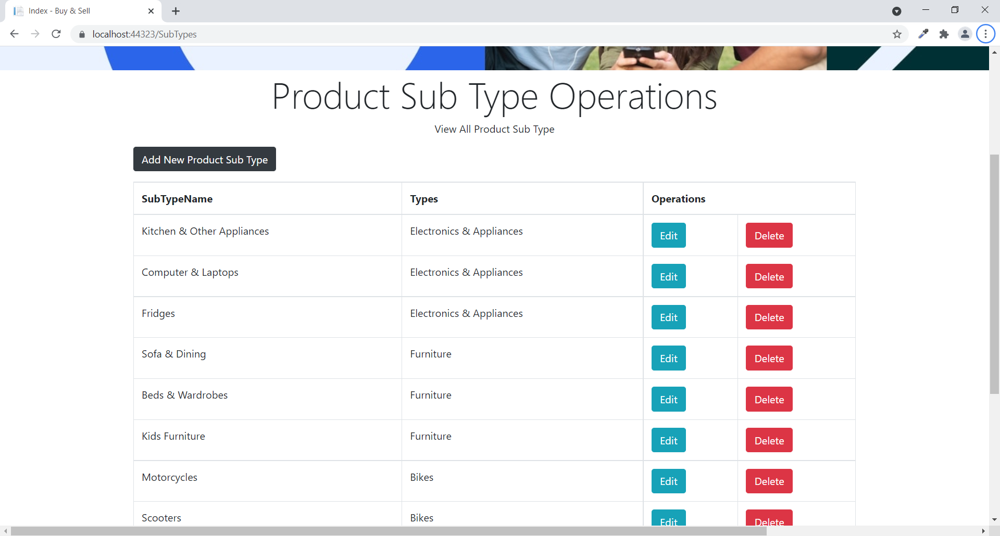 Index - Buy & Sell
localhost:44323/SubTypes
Product Sub Type Operations
View All Product Sub Type
Add New Product Sub Type
SubTypeName Types Operations
Kitchen & Other Appliances Electronics & Appliances Edit Delete
Computer & Laptops Electronics & Appliances Edit Delete
Fridges Electronics & Appliances Edit Delete
Sofa & Dining Furniture Edit Delete
Beds & Wardrobes Furniture Edit Delete
Kids Furniture Furniture Edit Delete
Motorcycles Bikes Edit Delete
Scooters Bikes Edit Delete